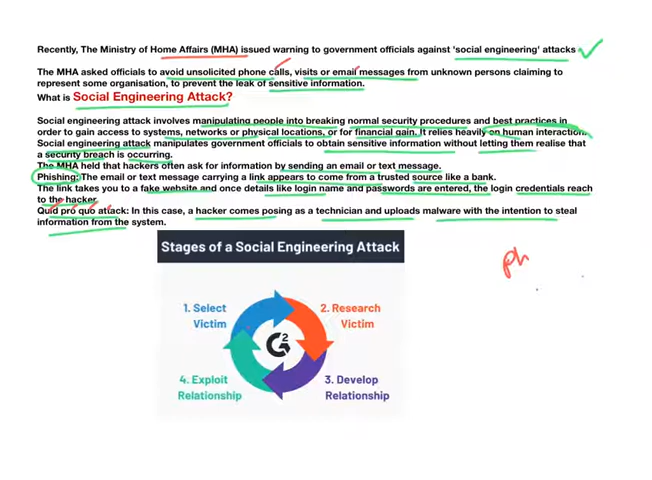 Recently, The Ministry of Home Affairs (MHA) issued warning to government officials against 'social engineering' attacks
The MHA asked officials to avoid unsolicited phone calls, visits or email messages from unknown persons claiming to
represent some organisation, to prevent the leak of sensitive information.
What is Social Engineering Attack?
Social engineering attack involves manipulating people into breaking normal security procedures and best practices in
order to gain access to systems, networks or physical locations, or for financial gain. It relies heavily on human interaction.
Social engineering attack manipulates government officials to obtain sensitive information without letting them realise that
a security breach is occurring.
The MHA held that hackers often ask for information by sending an email or text message.
Phishing: The email or text message carrying a link appears to come from a trusted source like a bank.
The link takes you to a fake website and once details like login name and passwords are entered, the login credentials reach
to the hacker.
Quid pro quo attack: In this case, a hacker comes posing as a technician and uploads malware with the intention to steal
information from the system.
Stages of a Social Engineering Attack
ph
1. Select
Victim
2. Research
Victim
G2
4. Exploit
Relationship
3. Develop
Relationship